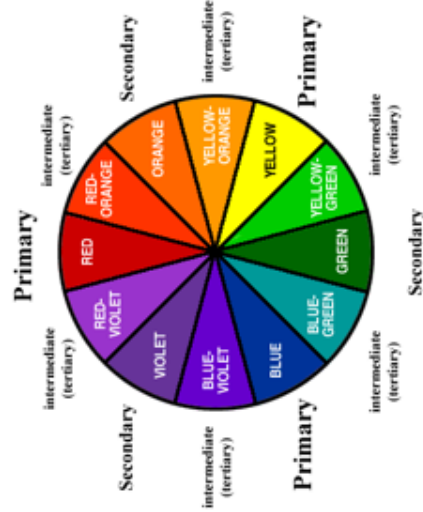 Primary
intermediate
(tertiary)
intermediate
(tertiary)
RED
RED-
VIOLET
RED-
ORANGE
Secondary
VIOLET
ORANGE
Secondary
intermediate
(tertiary)
BLUE-
VIOLET
YELLOW-
ORANGE
intermediate
(tertiary)
Primary
BLUE
YELLOW
Primary
BLUE-
GREEN
YELLOW-
GREEN
GREEN
intermediate
(tertiary)
intermediate
(tertiary)
Secondary